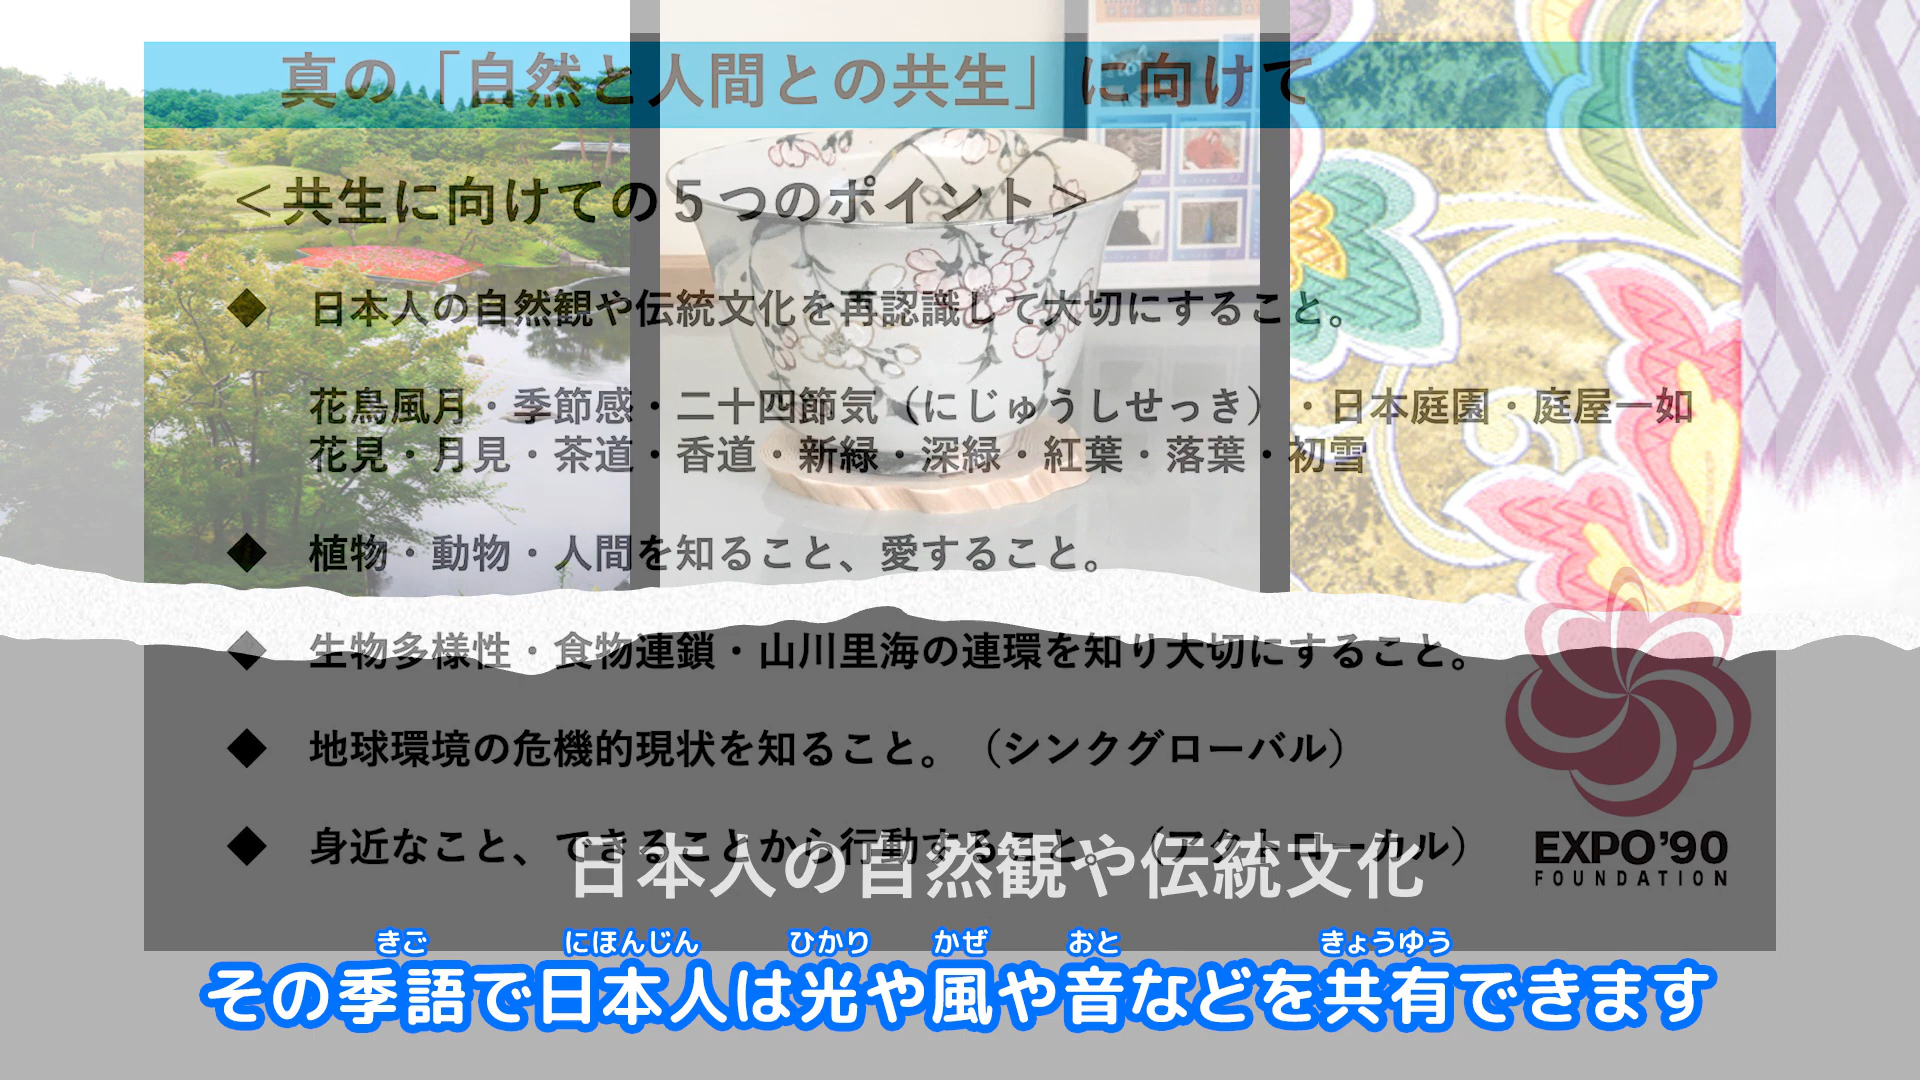 真の「自然と人間との共生」に向けて
＜共生に向けての５つのポイント＞
◆ 日本人の自然観や伝統文化を再認識して大切にすること。
花鳥風月・季節感・二十四節気（にじゅうしせっき）・日本庭園・庭屋一如
花見・月見・茶道・香道・新緑・深緑・紅葉・落葉・初雪
◆ 植物・動物・人間を知ること、愛すること。
◆ 生物多様性・食物連鎖・山川里海の連環を知り大切にすること。
◆ 地球環境の危機的現状を知ること。（シンクグローバル）
◆ 身近なこと、できることから行動すること。（アクトローカル）
日本人の自然観や伝統文化
EXPO’90
FOUNDATION
きご にほんじん ひかり かぜ おと きょうゆう
その季語で日本人は光や風や音などを共有できます